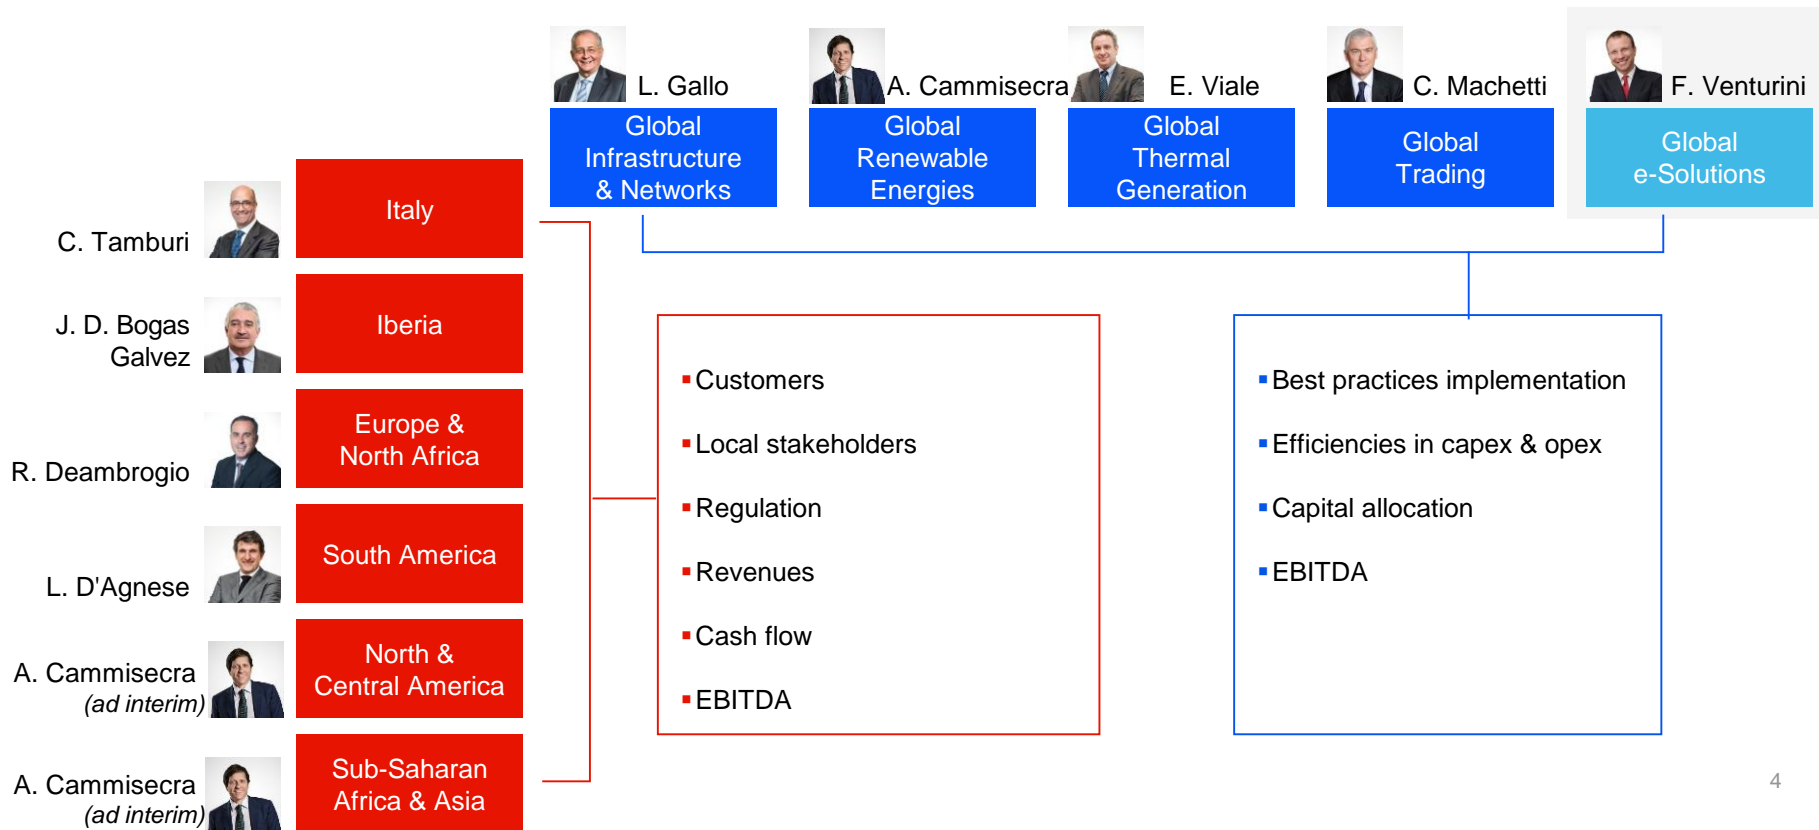 L. Gallo
A. Cammisecra
E. Viale
C. Machetti
F. Venturini
Global
Infrastructure
& Networks
Global
Renewable
Energies
Global
Thermal
Generation
Global
Trading
Global
e-Solutions
C. Tamburi
Italy
J. D. Bogas
Galvez
Iberia
R. Deambrogio
Europe &
North Africa
L. D'Agnese
South America
A. Cammisecra
(ad interim)
North &
Central America
A. Cammisecra
(ad interim)
Sub-Saharan
Africa & Asia
▪Customers
▪Local stakeholders
▪Regulation
▪Revenues
▪Cash flow
▪EBITDA
▪Best practices implementation
▪Efficiencies in capex & opex
▪Capital allocation
▪EBITDA
4